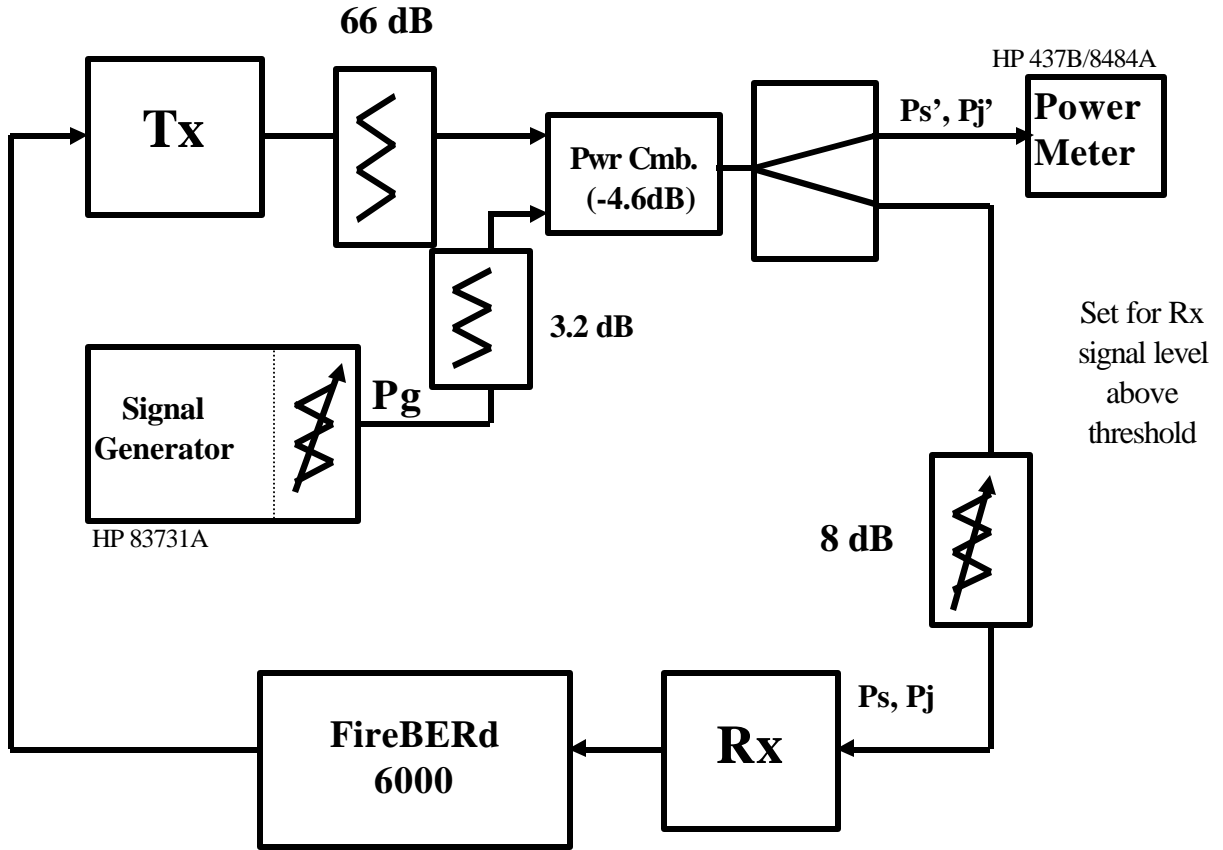 66 dB
HP 437B/8484A
Tx
Ps’, Pj’
Power
Meter
Pwr Cmb.
(-4.6dB)
3.2 dB
Set for Rx
signal level
above
threshold
Signal
Generator
Pg
HP 83731A
8 dB
Ps, Pj
FireBERd
6000
Rx